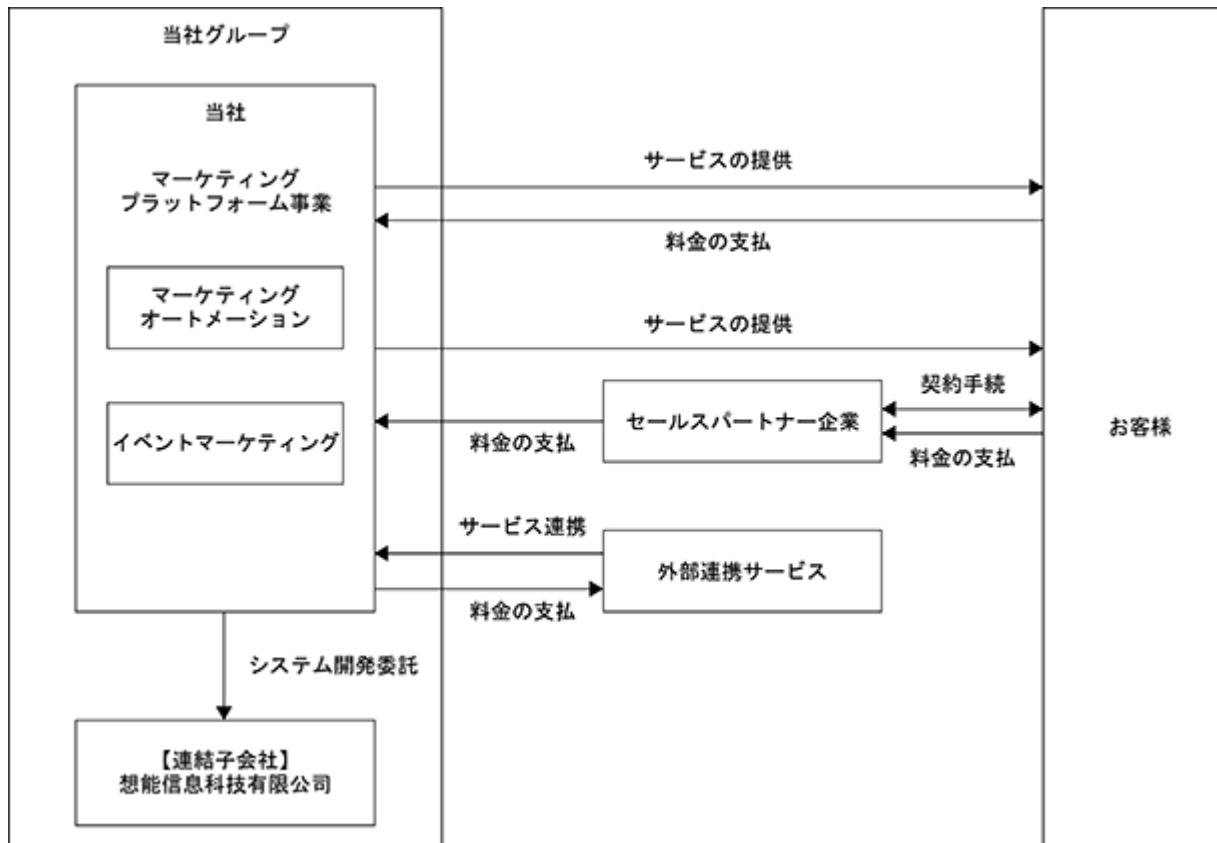 当社グループ
当社
マーケティング
プラットフォーム事業
マーケティング
オートメーション
イベントマーケティング
サービスの提供
料金の支払
サービスの提供
契約手続
セールスパートナー企業
料金の支払
料金の支払
お客様
サービス連携
外部連携サービス
料金の支払
システム開発委託
【連結子会社】
想能信息科技有限公司